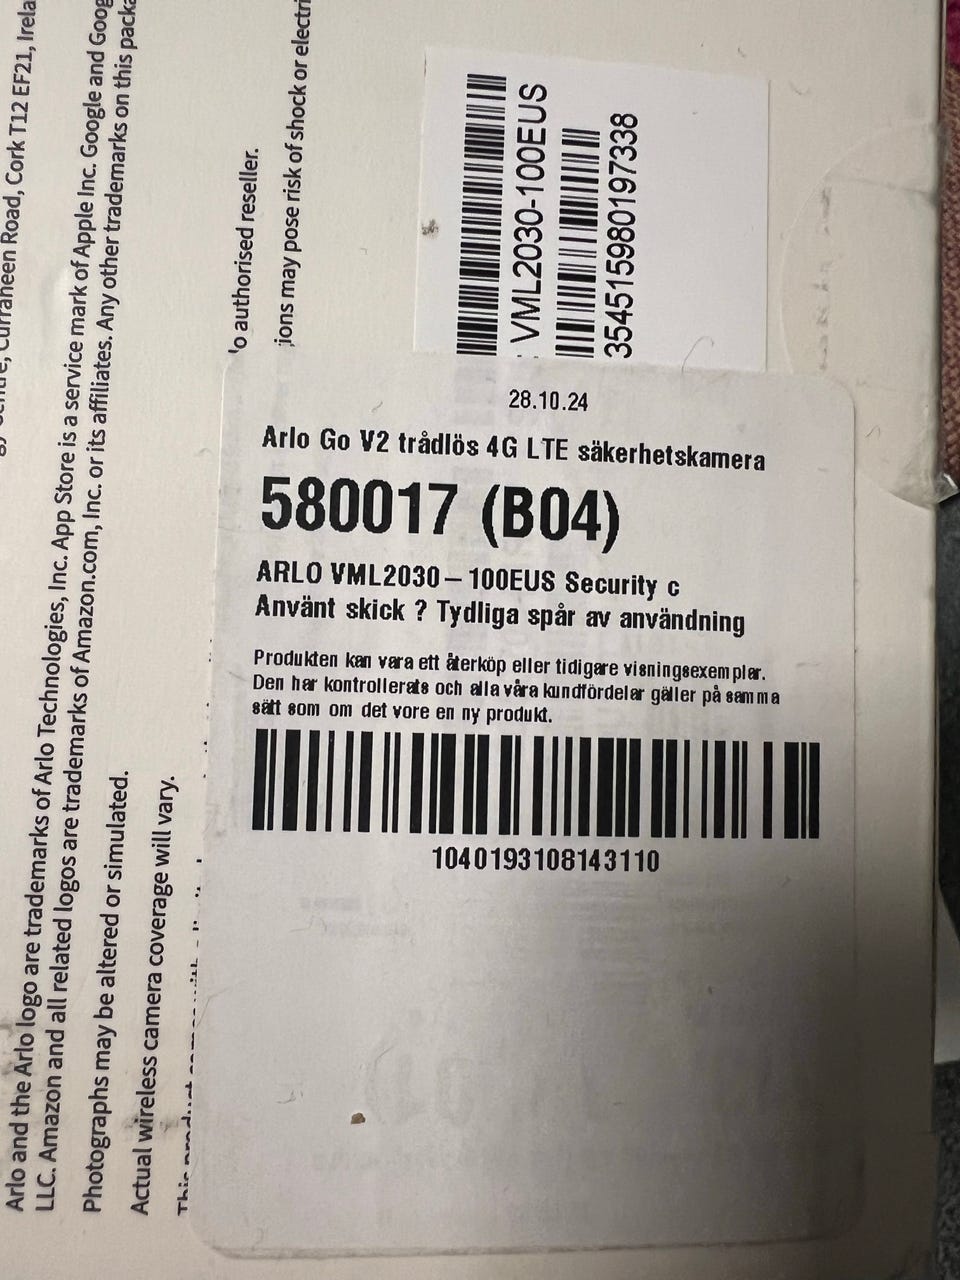 Curraheen Road, Cork T12 EF21,
Arlo and the Arlo logo are trademarks of Arlo Technologies, Inc. App Store is a service mark of Apple Inc. Google and
LLC. Amazon and all related logos are trademarks of Amazon.com, Inc. or its affiliates. Any other trademarks on this
Photographs may be altered or simulated.
Actual wireless camera coverage will vary.
This product comes with
authorised reseller.
may pose risk of shock or
VML2030-100EUS
354515980197338
28.10.24
Arlo Go V2 trådlös 4G LTE säkerhetskamera
580017 (B04)
ARLO VML2030-100EUS Security c
Använt skick ? Tydliga spår av användning
Produkten kan vara ett återköp eller tidigare visningsexemplar.
Den har kontrollerats och alla våra kundfördelar gäller på samma
sätt som om det vore en ny produkt.
1040193108143110